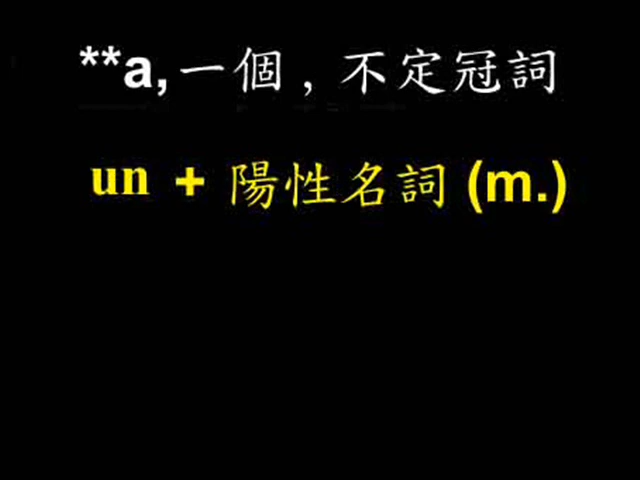 **a,一個，不定冠詞
un + 陽性名詞 (m.)